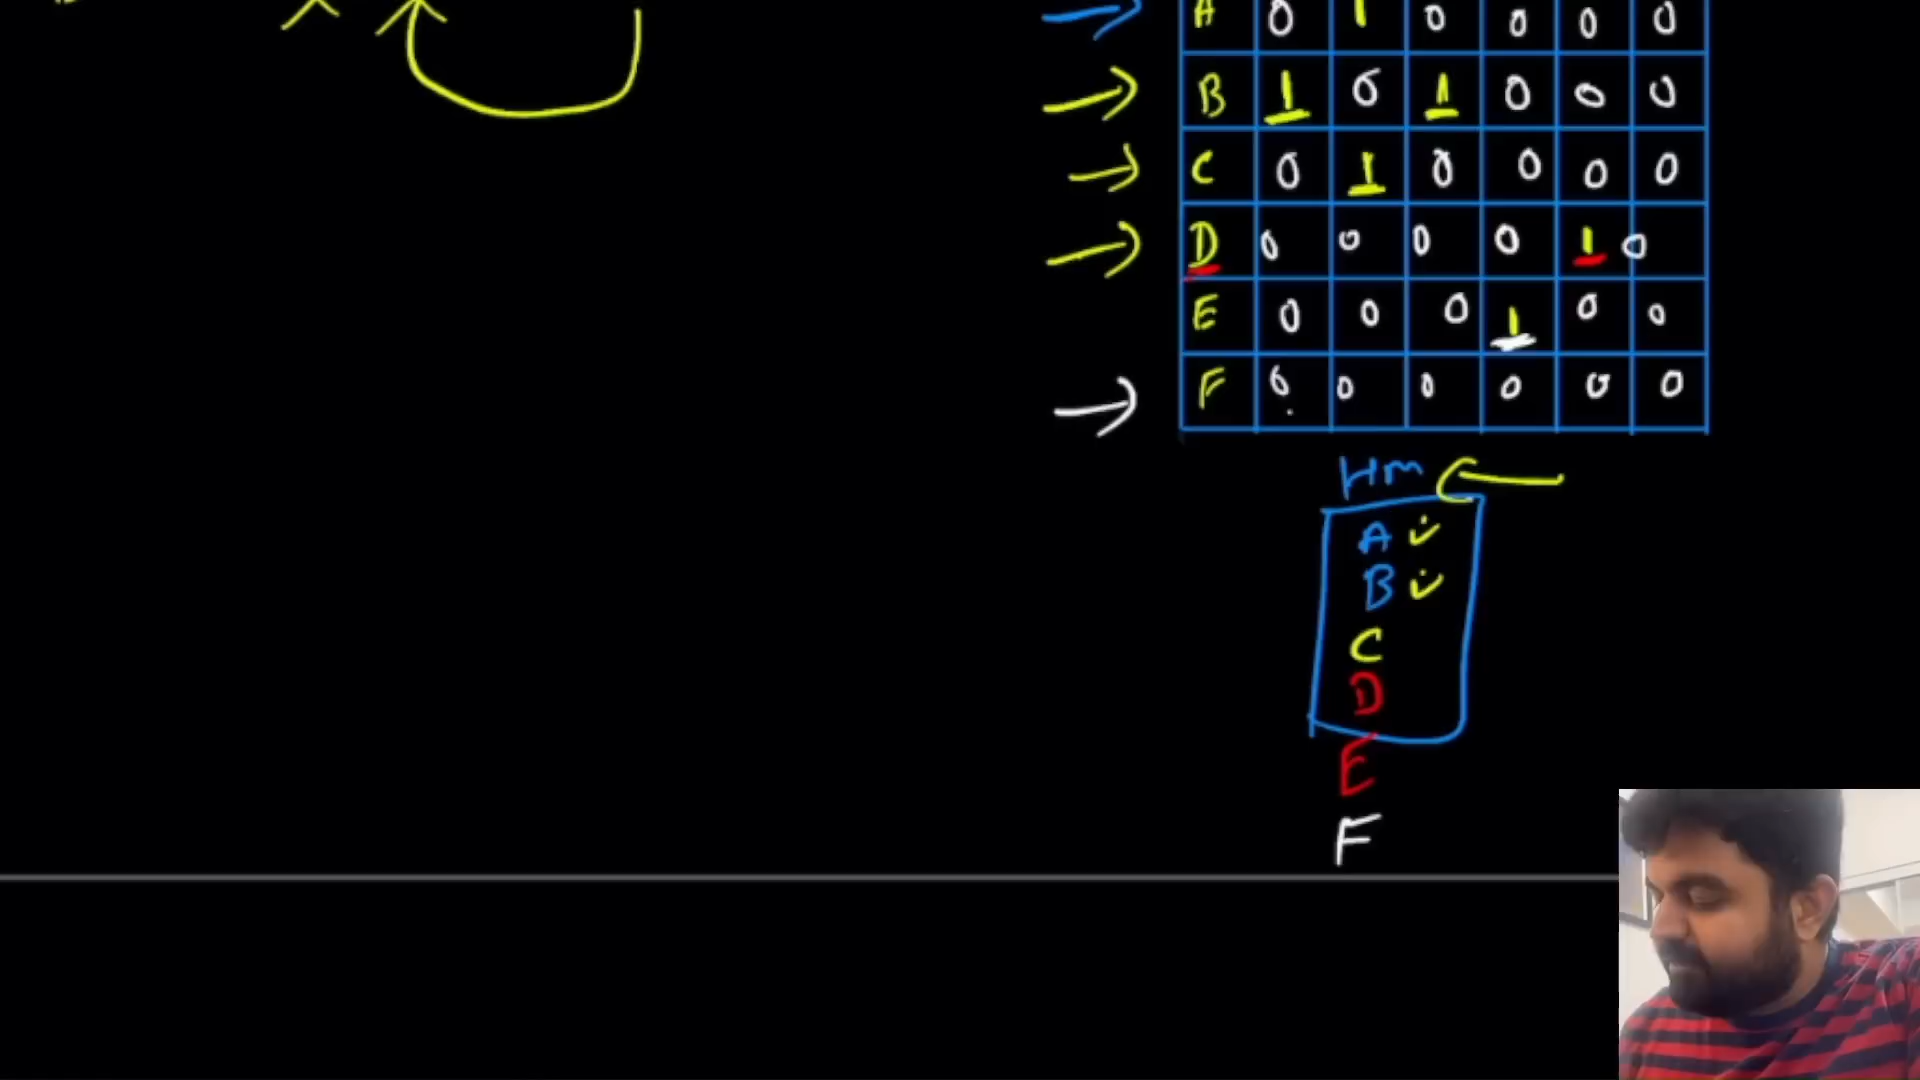 A 0 1 0 0 0 0
B 1 0 1 0 0 0
C 0 1 0 0 0 0
D 0 0 0 0 1 0
E 0 0 0 1 0 0
F 0 0 0 0 0 0
Hm
A
B
C
D
E
F